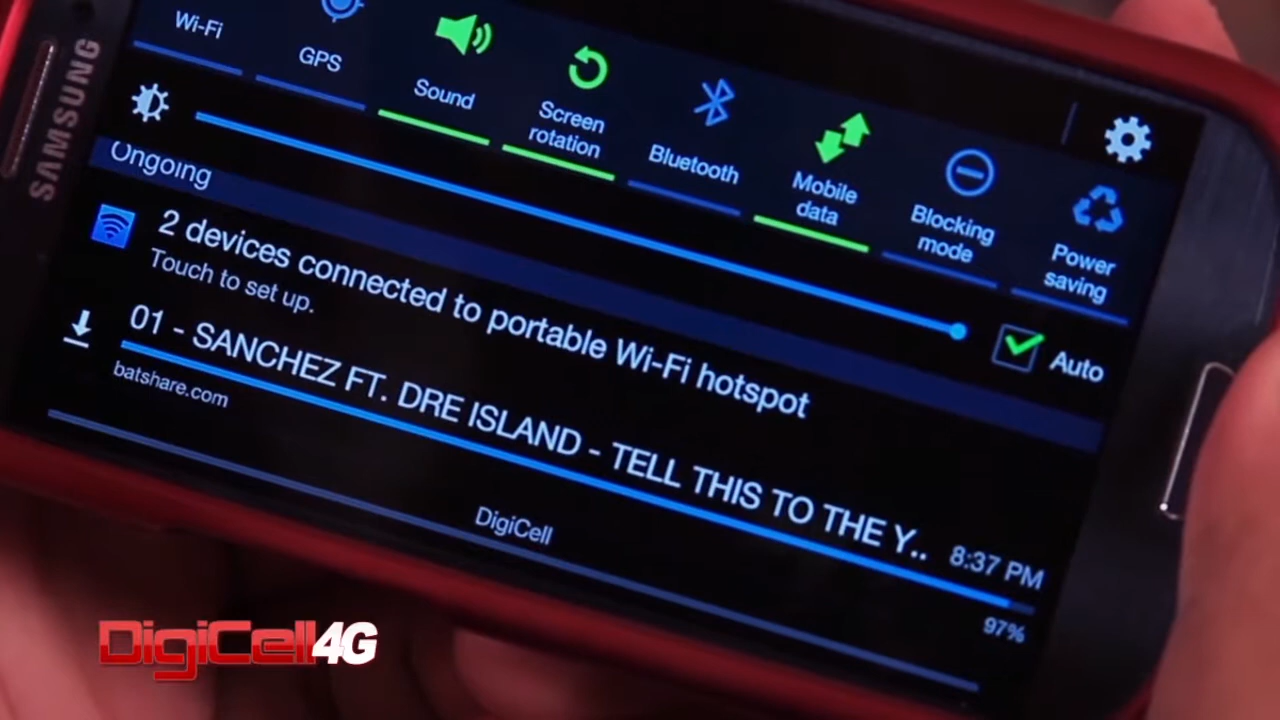 SAMSUNG
Wi-Fi
GPS
Sound
Screen
rotation
Bluetooth
Mobile
data
Blocking
mode
Power
saving
Auto
Ongoing
2 devices connected to portable Wi-Fi hotspot
Touch to set up.
01 - SANCHEZ FT. DRE ISLAND - TELL THIS TO THE Y..
8:37 PM
batshare.com
97%
DigiCell
DigiCell4G